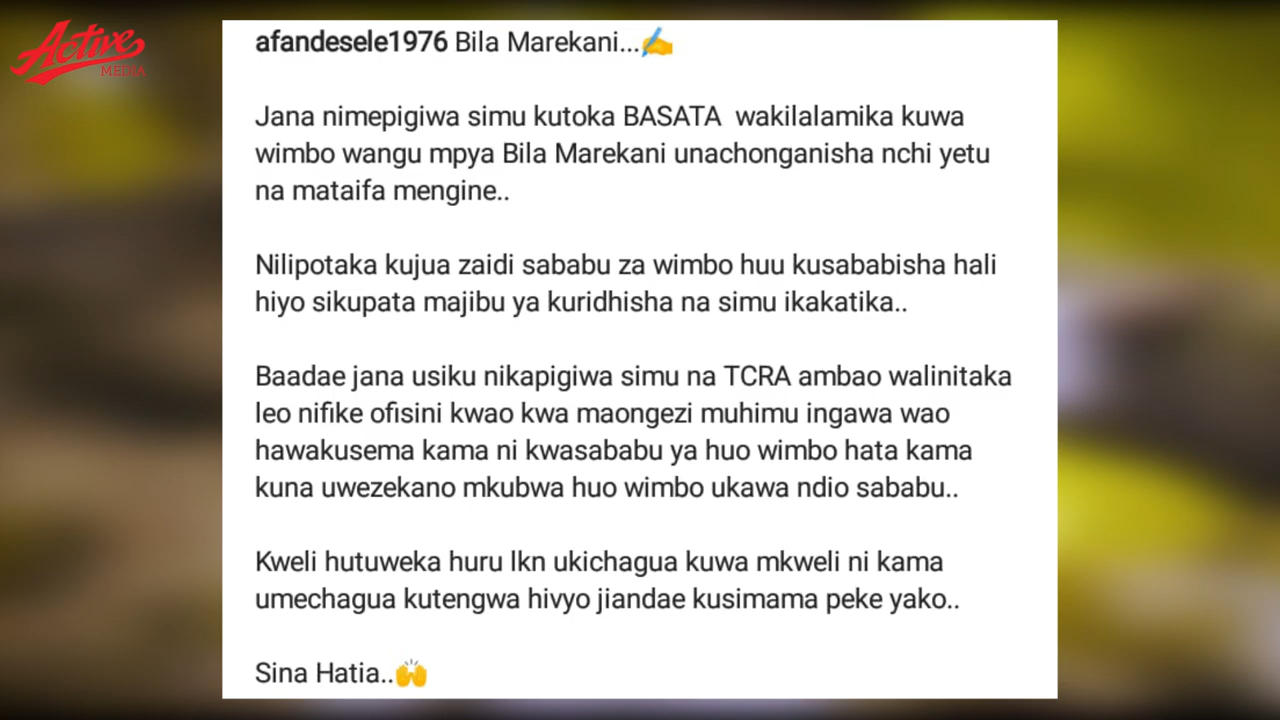 Active
MEDIA
afandesele1976 Bila Marekani...✍️
Jana nimepigiwa simu kutoka BASATA wakilalamika kuwa
wimbo wangu mpya Bila Marekani unachonganisha nchi yetu
na mataifa mengine..
Nilipotaka kujua zaidi sababu za wimbo huu kusababisha hali
hiyo sikupata majibu ya kuridhisha na simu ikakatika..
Baadae jana usiku nikapigiwa simu na TCRA ambao walinitaka
leo nifike ofisini kwao kwa maongezi muhimu ingawa wao
hawakusema kama ni kwasababu ya huo wimbo hata kama
kuna uwezekano mkubwa huo wimbo ukawa ndio sababu..
Kweli hutuweka huru lkn ukichagua kuwa mkweli ni kama
umechagua kutengwa hivyo jiandae kusimama peke yako..
Sina Hatia..🙌